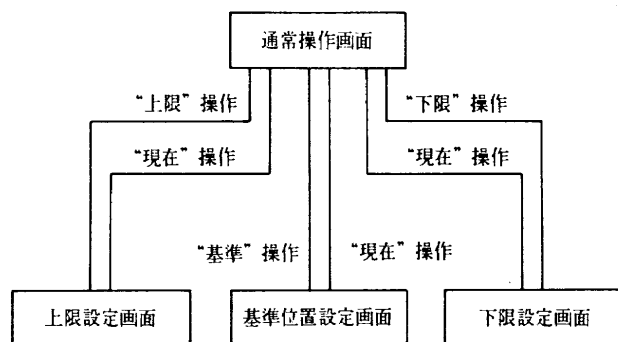 通常操作画面
“上限”操作
“下限”操作
“現在”操作
“現在”操作
“基準”操作
“現在”操作
上限設定画面
基準位置設定画面
下限設定画面